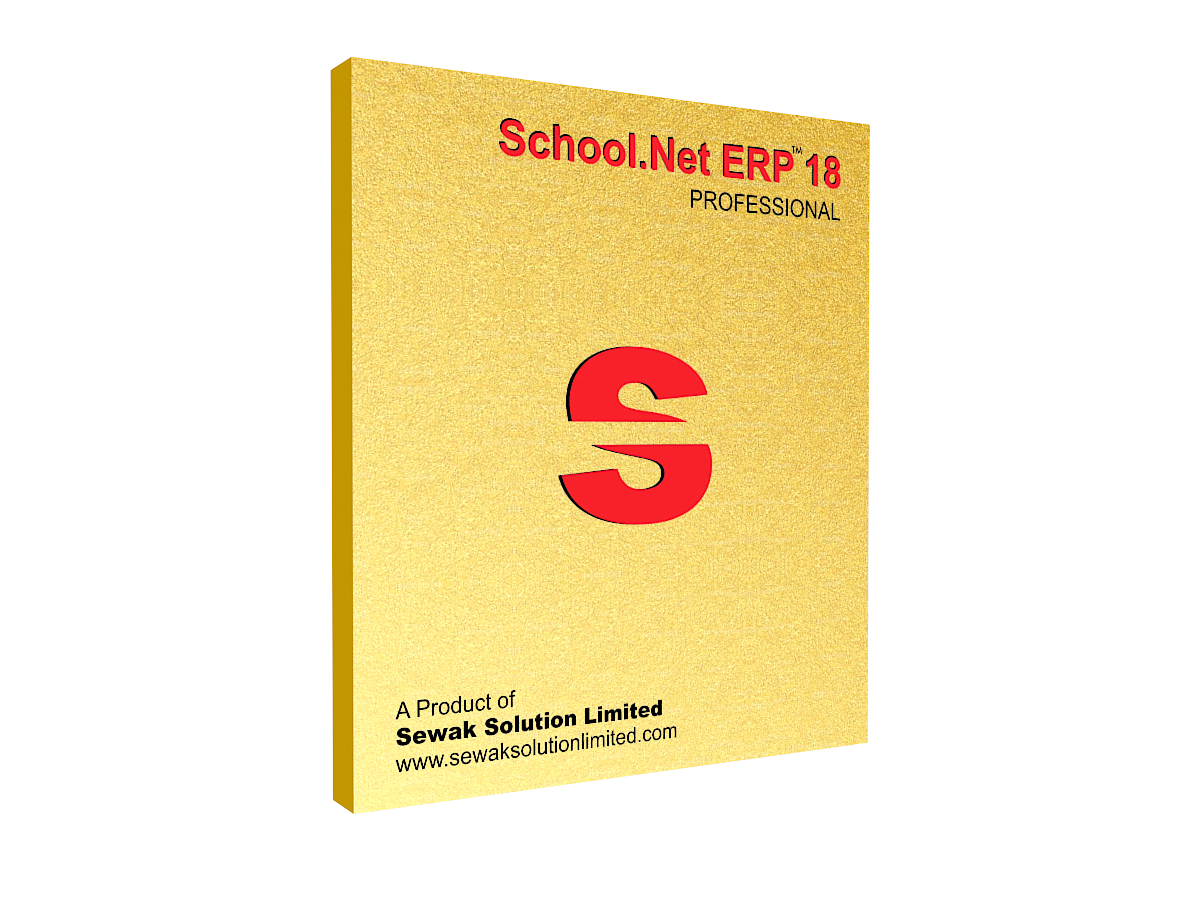 School.Net ERP™ 18
PROFESSIONAL
S
A Product of
Sewak Solution Limited
www.sewaksolutionlimited.com